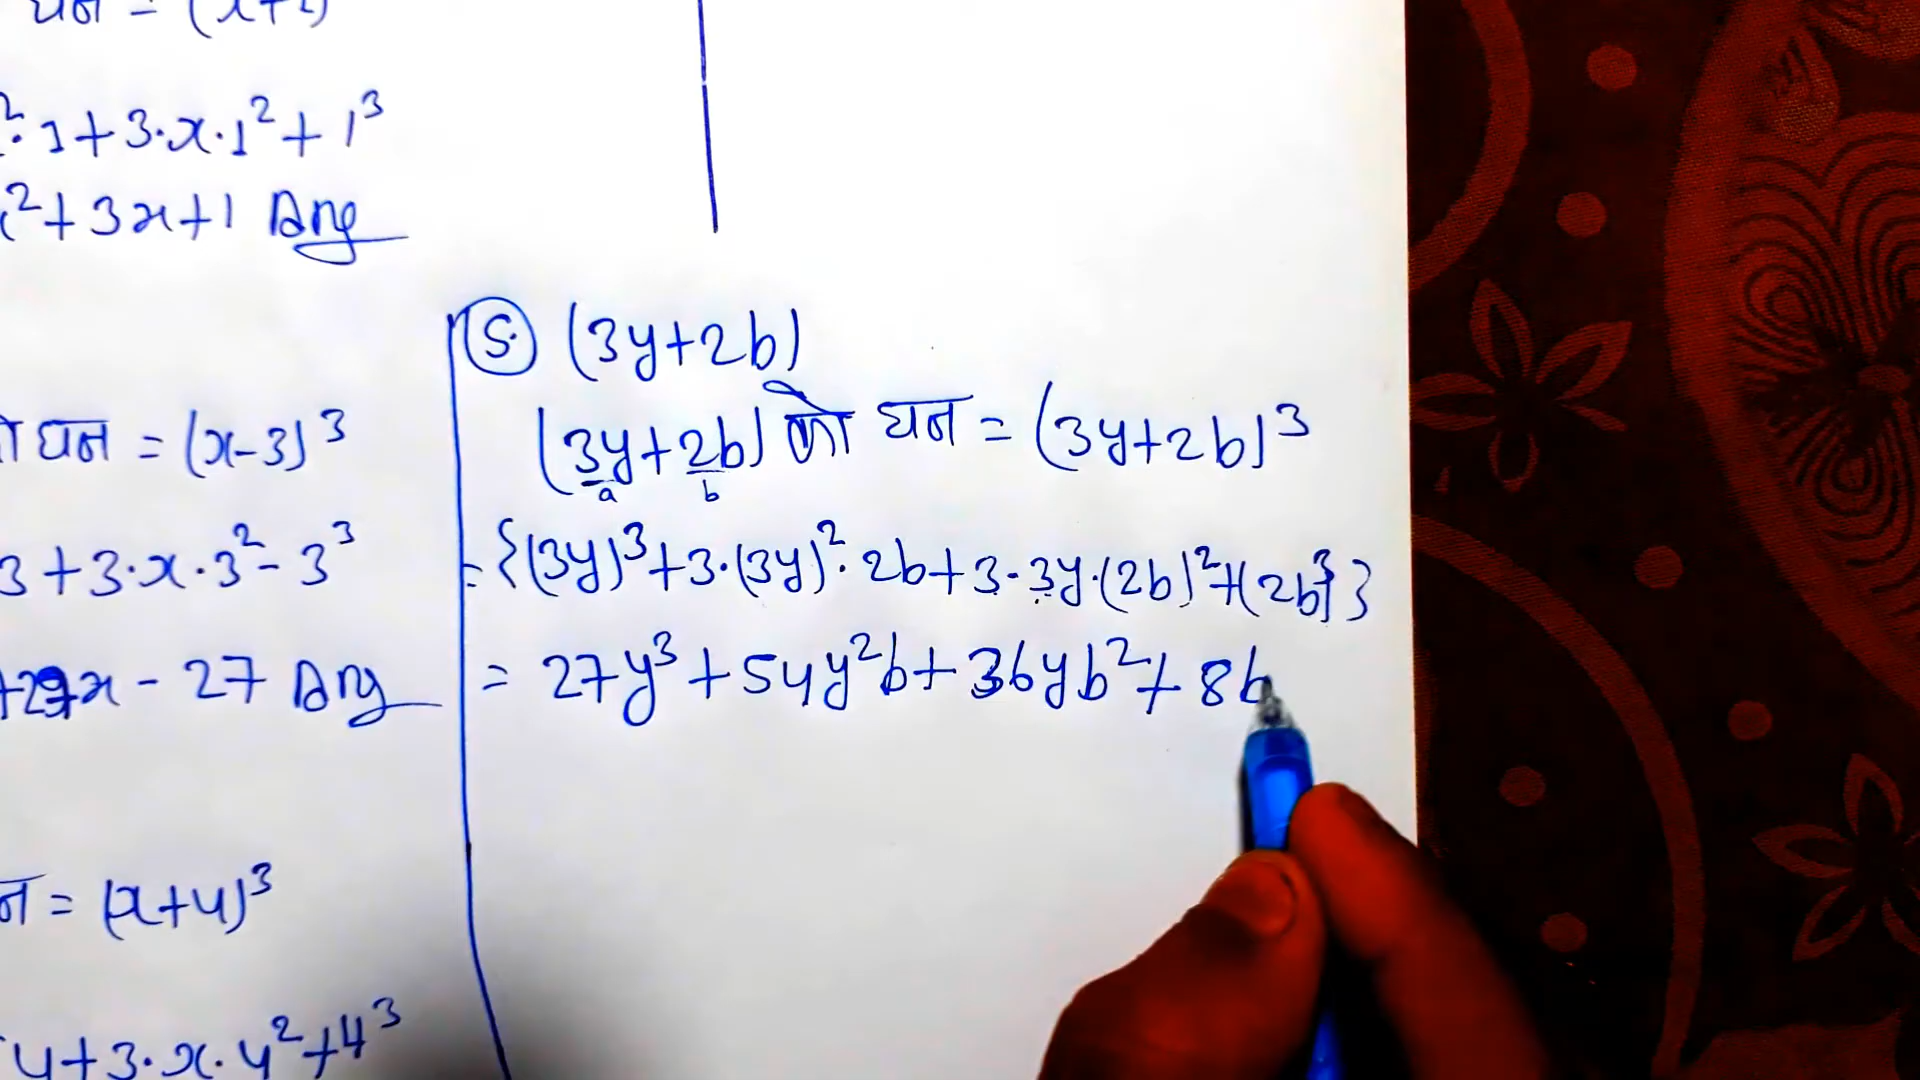 घन = (x+1)
²·1+3·x·1²+1³
²+3x+1 Ans
घन = (x-3)³
3+3·x·3²-3³
+27x-27 Ans
न = (x+4)³
4+3·x·4²+4³
5. (3y+2b)
(3y+2b) को घन = (3y+2b)³
a b
= {(3y)³+3·(3y)²·2b+3·3y·(2b)²+(2b)³}
= 27y³+54y²b+36yb²+8b